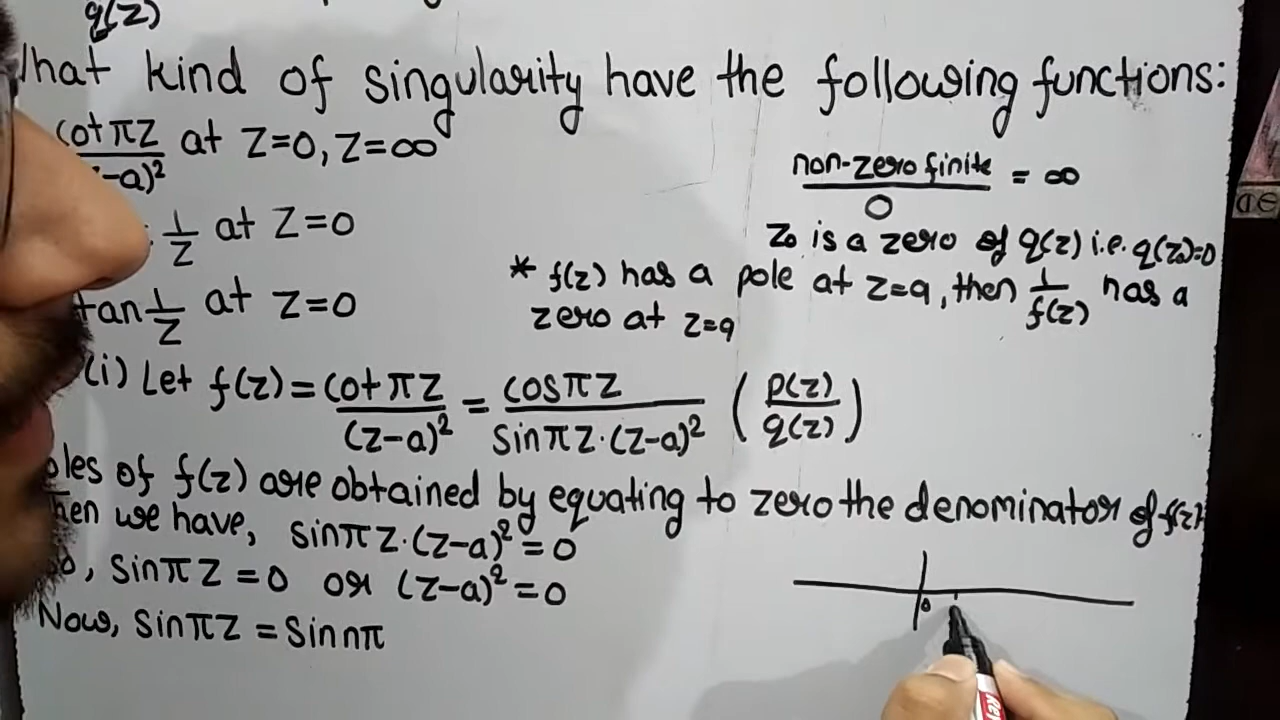 q(z)
What kind of singularity have the following functions:
cotπz/(z-a)² at z=0, z=∞
1/z at z=0
tan 1/z at z=0
non-zero finite/0 = ∞
z₀ is a zero of q(z) i.e. q(z₀)=0
* f(z) has a pole at z=a, then 1/f(z) has a
zero at z=a
(i) Let f(z) = cotπz/(z-a)² = cosπz/sinπz·(z-a)² (p(z)/q(z))
oles of f(z) are obtained by equating to zero the denominator of f(z).
hen we have, sinπz·(z-a)² = 0
So, sinπz = 0 or (z-a)² = 0
Now, sinπz = sin nπ
0